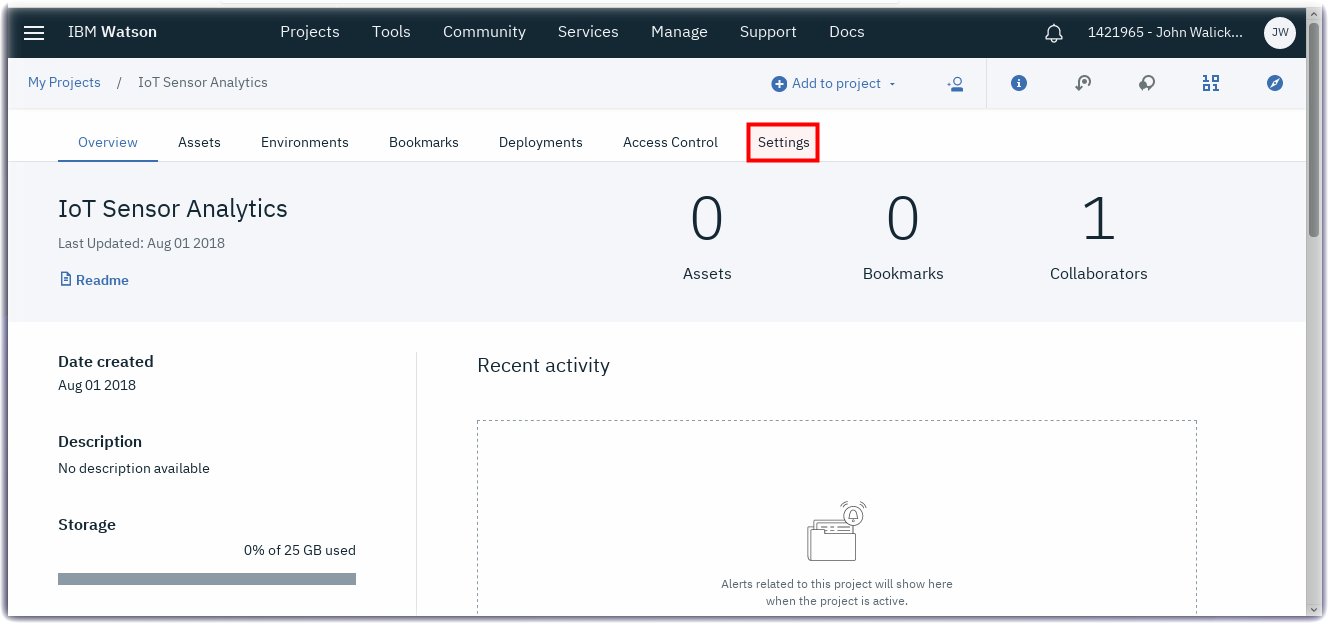 IBM Watson Projects Tools Community Services Manage Support Docs 1421965 - John Walick... JW
My Projects / IoT Sensor Analytics Add to project
Overview Assets Environments Bookmarks Deployments Access Control Settings
IoT Sensor Analytics
Last Updated: Aug 01 2018
Readme
0 0 1
Assets Bookmarks Collaborators
Date created
Aug 01 2018
Description
No description available
Storage
0% of 25 GB used
Recent activity
Alerts related to this project will show here
when the project is active.